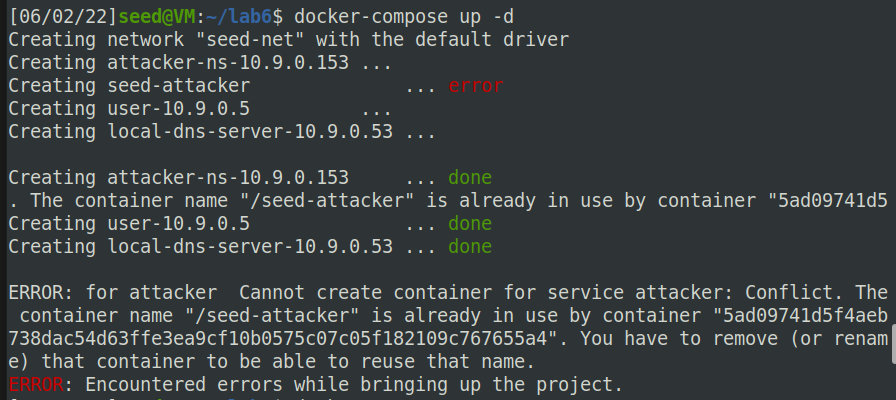 [06/02/22]seed@VM:~/lab6$ docker-compose up -d
Creating network "seed-net" with the default driver
Creating attacker-ns-10.9.0.153 ...
Creating seed-attacker ... error
Creating user-10.9.0.5 ...
Creating local-dns-server-10.9.0.53 ...
Creating attacker-ns-10.9.0.153 ... done
. The container name "/seed-attacker" is already in use by container "5ad09741d5
Creating user-10.9.0.5 ... done
Creating local-dns-server-10.9.0.53 ... done
ERROR: for attacker  Cannot create container for service attacker: Conflict. The
container name "/seed-attacker" is already in use by container "5ad09741d5f4aeb
738dac54d63ffe3ea9cf10b0575c07c05f182109c767655a4". You have to remove (or renam
e) that container to be able to reuse that name.
ERROR: Encountered errors while bringing up the project.